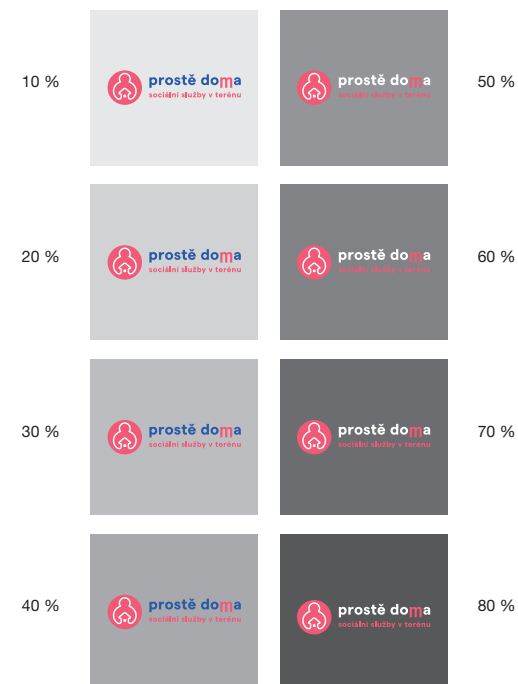 10 %
prostě doma
sociální služby v terénu
50 %
prostě doma
sociální služby v terénu
20 %
prostě doma
sociální služby v terénu
60 %
prostě doma
sociální služby v terénu
30 %
prostě doma
sociální služby v terénu
70 %
prostě doma
sociální služby v terénu
40 %
prostě doma
sociální služby v terénu
80 %
prostě doma
sociální služby v terénu